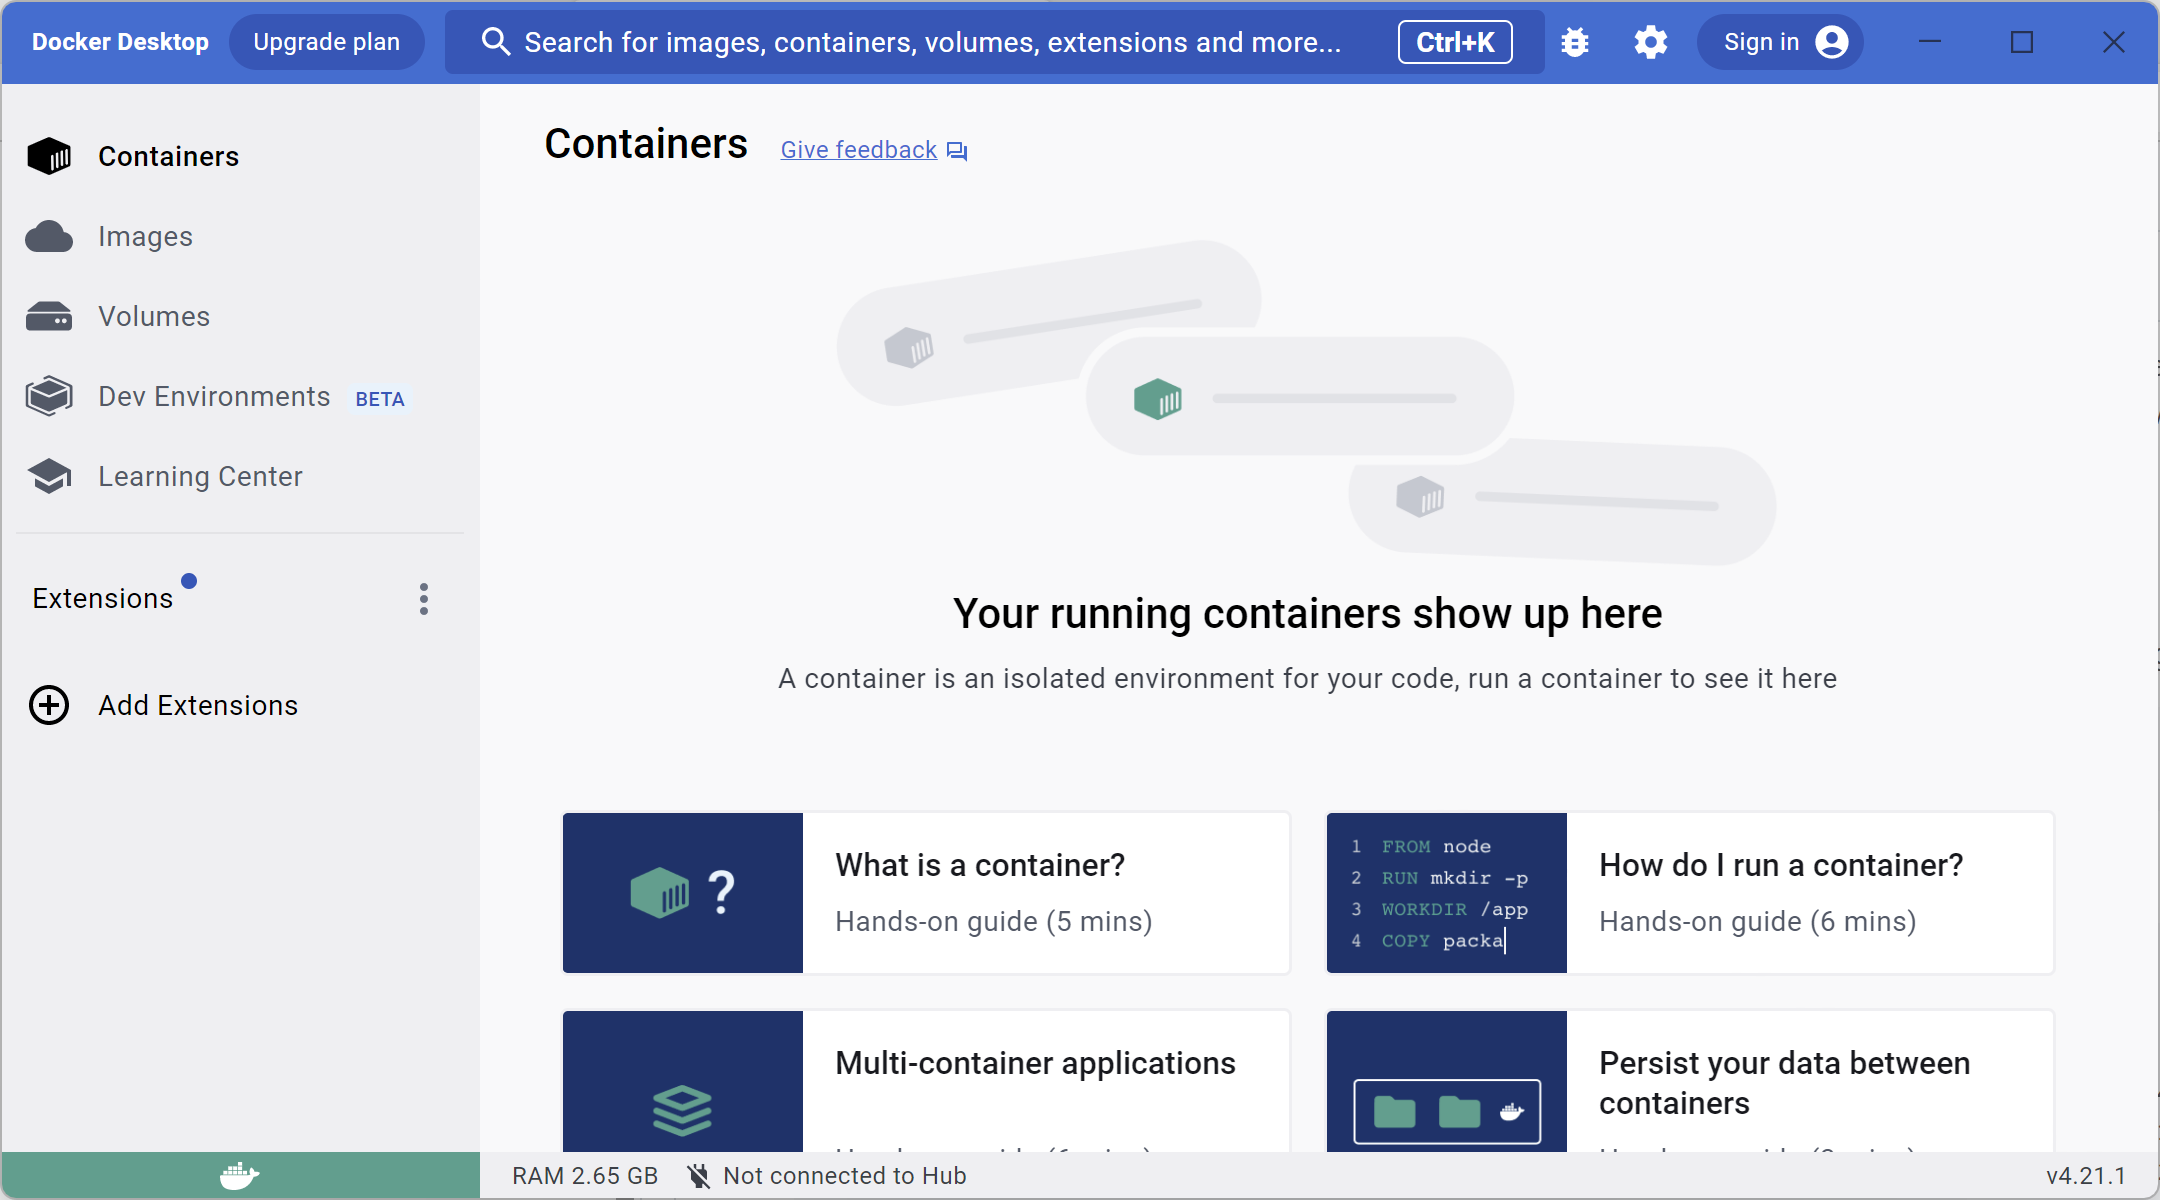 Docker Desktop
Upgrade plan
Search for images, containers, volumes, extensions and more...
Ctrl+K
Sign in
Containers
Images
Volumes
Dev Environments BETA
Learning Center
Extensions
Add Extensions
Containers
Give feedback
Your running containers show up here
A container is an isolated environment for your code, run a container to see it here
?
What is a container?
Hands-on guide (5 mins)
1 FROM node
2 RUN mkdir -p
3 WORKDIR /app
4 COPY packa
How do I run a container?
Hands-on guide (6 mins)
Multi-container applications
Persist your data between
containers
RAM 2.65 GB
Not connected to Hub
v4.21.1